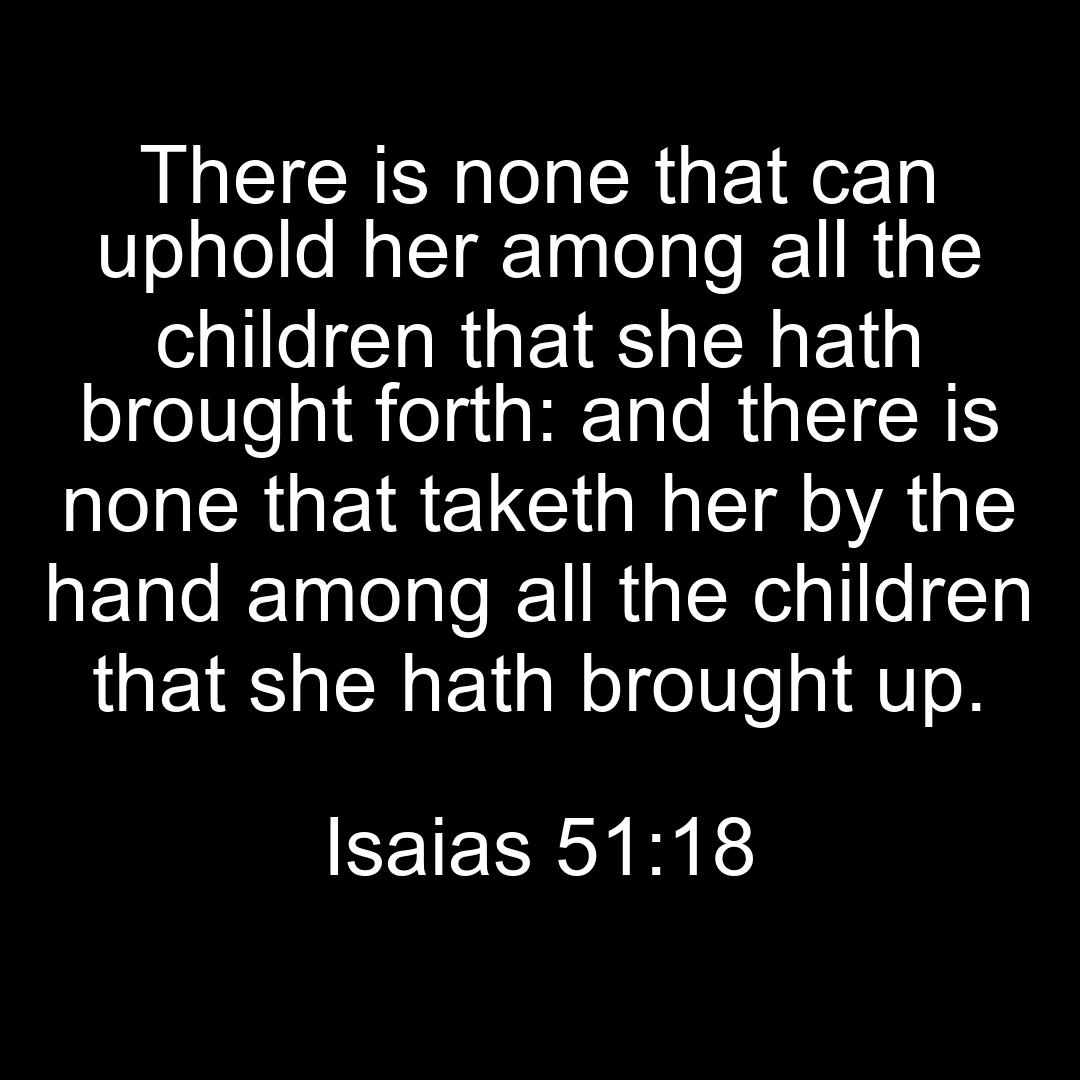 There is none that can
uphold her among all the
children that she hath
brought forth: and there is
none that taketh her by the
hand among all the children
that she hath brought up.
Isaias 51:18